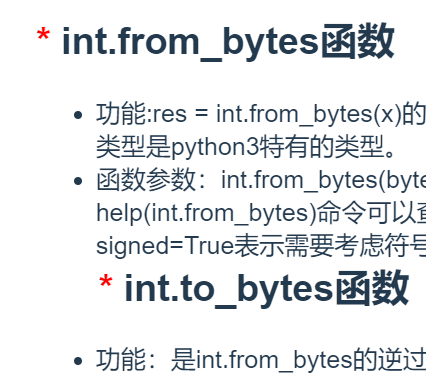 * int.from_bytes函数
功能:res = int.from_bytes(x)的
类型是python3特有的类型。
函数参数：int.from_bytes(byte
help(int.from_bytes)命令可以
signed=True表示需要考虑符号
* int.to_bytes函数
功能：是int.from_bytes的逆过